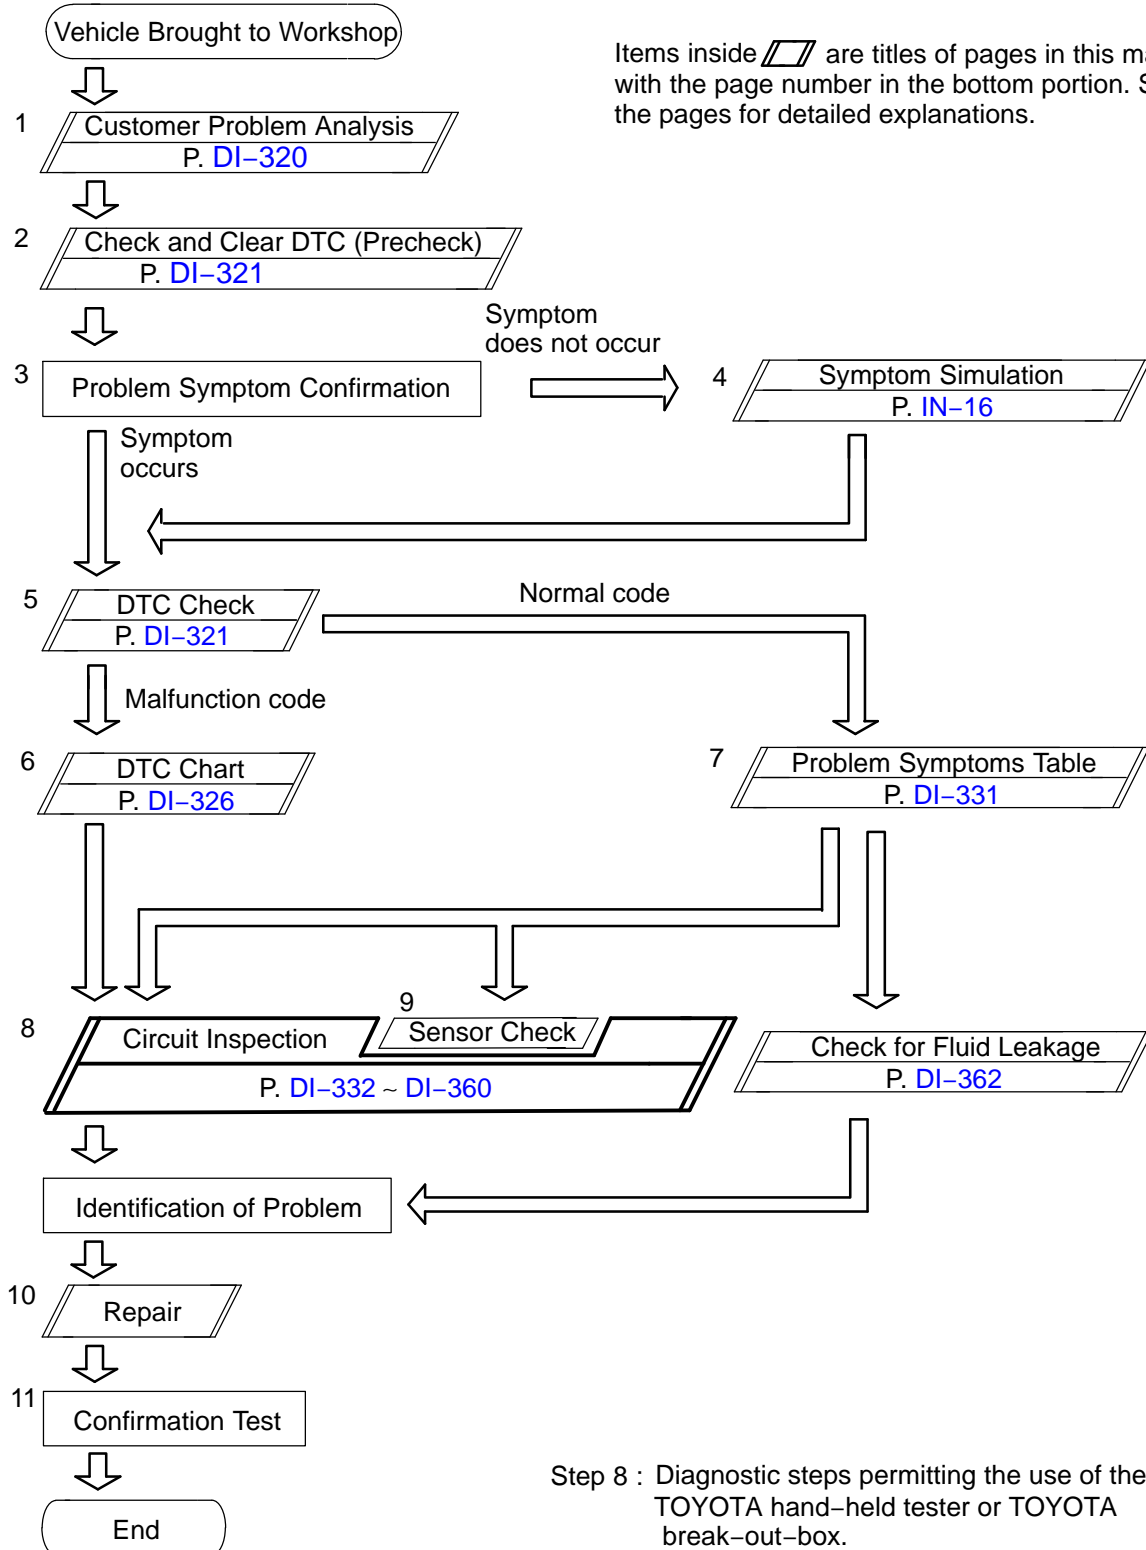 Vehicle Brought to Workshop
Items inside are titles of pages in this
with the page number in the bottom portion.
the pages for detailed explanations.
1
Customer Problem Analysis
P. DI–320
2
Check and Clear DTC (Precheck)
P. DI–321
Symptom
does not occur
3
Problem Symptom Confirmation
4
Symptom Simulation
P. IN–16
Symptom
occurs
5
DTC Check
P. DI–321
Normal code
Malfunction code
6
DTC Chart
P. DI–326
7
Problem Symptoms Table
P. DI–331
8
Circuit Inspection
9
Sensor Check
P. DI–332 ~ DI–360
Check for Fluid Leakage
P. DI–362
Identification of Problem
10
Repair
11
Confirmation Test
End
Step 8 : Diagnostic steps permitting the use of the
TOYOTA hand–held tester or TOYOTA
break–out–box.